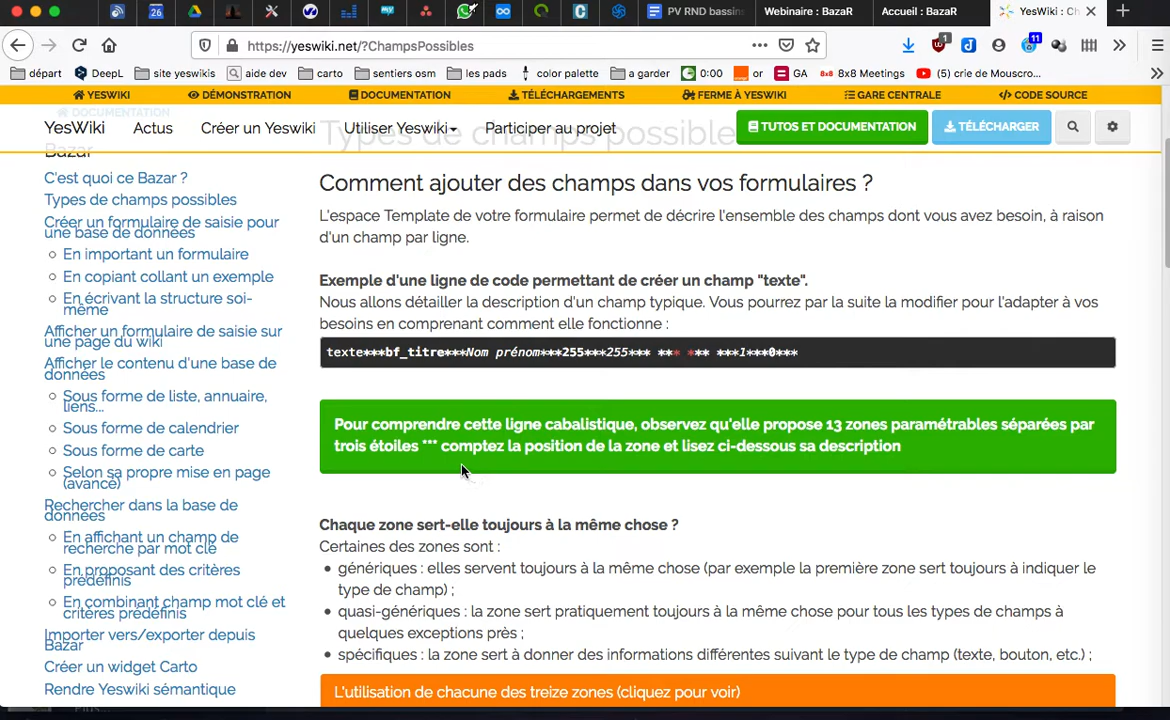 PV RND bassin
Webinaire : BazaR
Accueil : BazaR
YesWiki : Ch
https://yeswiki.net/?ChampsPossibles
départ
DeepL
site yeswikis
aide dev
carto
sentiers osm
les pads
color palette
a garder
0:00
or
GA
8x8 Meetings
(5) crie de Mouscro...
YESWIKI
DÉMONSTRATION
DOCUMENTATION
TÉLÉCHARGEMENTS
FERME À YESWIKI
GARE CENTRALE
CODE SOURCE
DOCUMENTATION
YesWiki
Actus
Créer un Yeswiki
Utiliser Yeswiki
Participer au projet
TUTOS ET DOCUMENTATION
TÉLÉCHARGER
Types de champs possible
Bazar
C'est quoi ce Bazar ?
Types de champs possibles
Créer un formulaire de saisie pour
une base de données
En important un formulaire
En copiant collant un exemple
En écrivant la structure soi-
même
Afficher un formulaire de saisie sur
une page du wiki
Afficher le contenu d'une base de
données
Sous forme de liste, annuaire,
liens...
Sous forme de calendrier
Sous forme de carte
Selon sa propre mise en page
(avancé)
Rechercher dans la base de
données
En affichant un champ de
recherche par mot clé
En proposant des critères
prédéfinis
En combinant champ mot clé et
critères prédéfinis
Importer vers/exporter depuis
Bazar
Créer un widget Carto
Rendre Yeswiki sémantique
Comment ajouter des champs dans vos formulaires ?
L'espace Template de votre formulaire permet de décrire l'ensemble des champs dont vous avez besoin, à raison
d'un champ par ligne.
Exemple d'une ligne de code permettant de créer un champ "texte".
Nous allons détailler la description d'un champ typique. Vous pourrez par la suite la modifier pour l'adapter à vos
besoins en comprenant comment elle fonctionne :
texte***bf_titre***Nom prénom***255***255*** *** *** ***1***0***
Pour comprendre cette ligne cabalistique, observez qu'elle propose 13 zones paramétrables séparées par
trois étoiles *** comptez la position de la zone et lisez ci-dessous sa description
Chaque zone sert-elle toujours à la même chose ?
Certaines des zones sont :
génériques : elles servent toujours à la même chose (par exemple la première zone sert toujours à indiquer le
type de champ) ;
quasi-génériques : la zone sert pratiquement toujours à la même chose pour tous les types de champs à
quelques exceptions près ;
spécifiques : la zone sert à donner des informations différentes suivant le type de champ (texte, bouton, etc.) ;
L'utilisation de chacune des treize zones (cliquez pour voir)